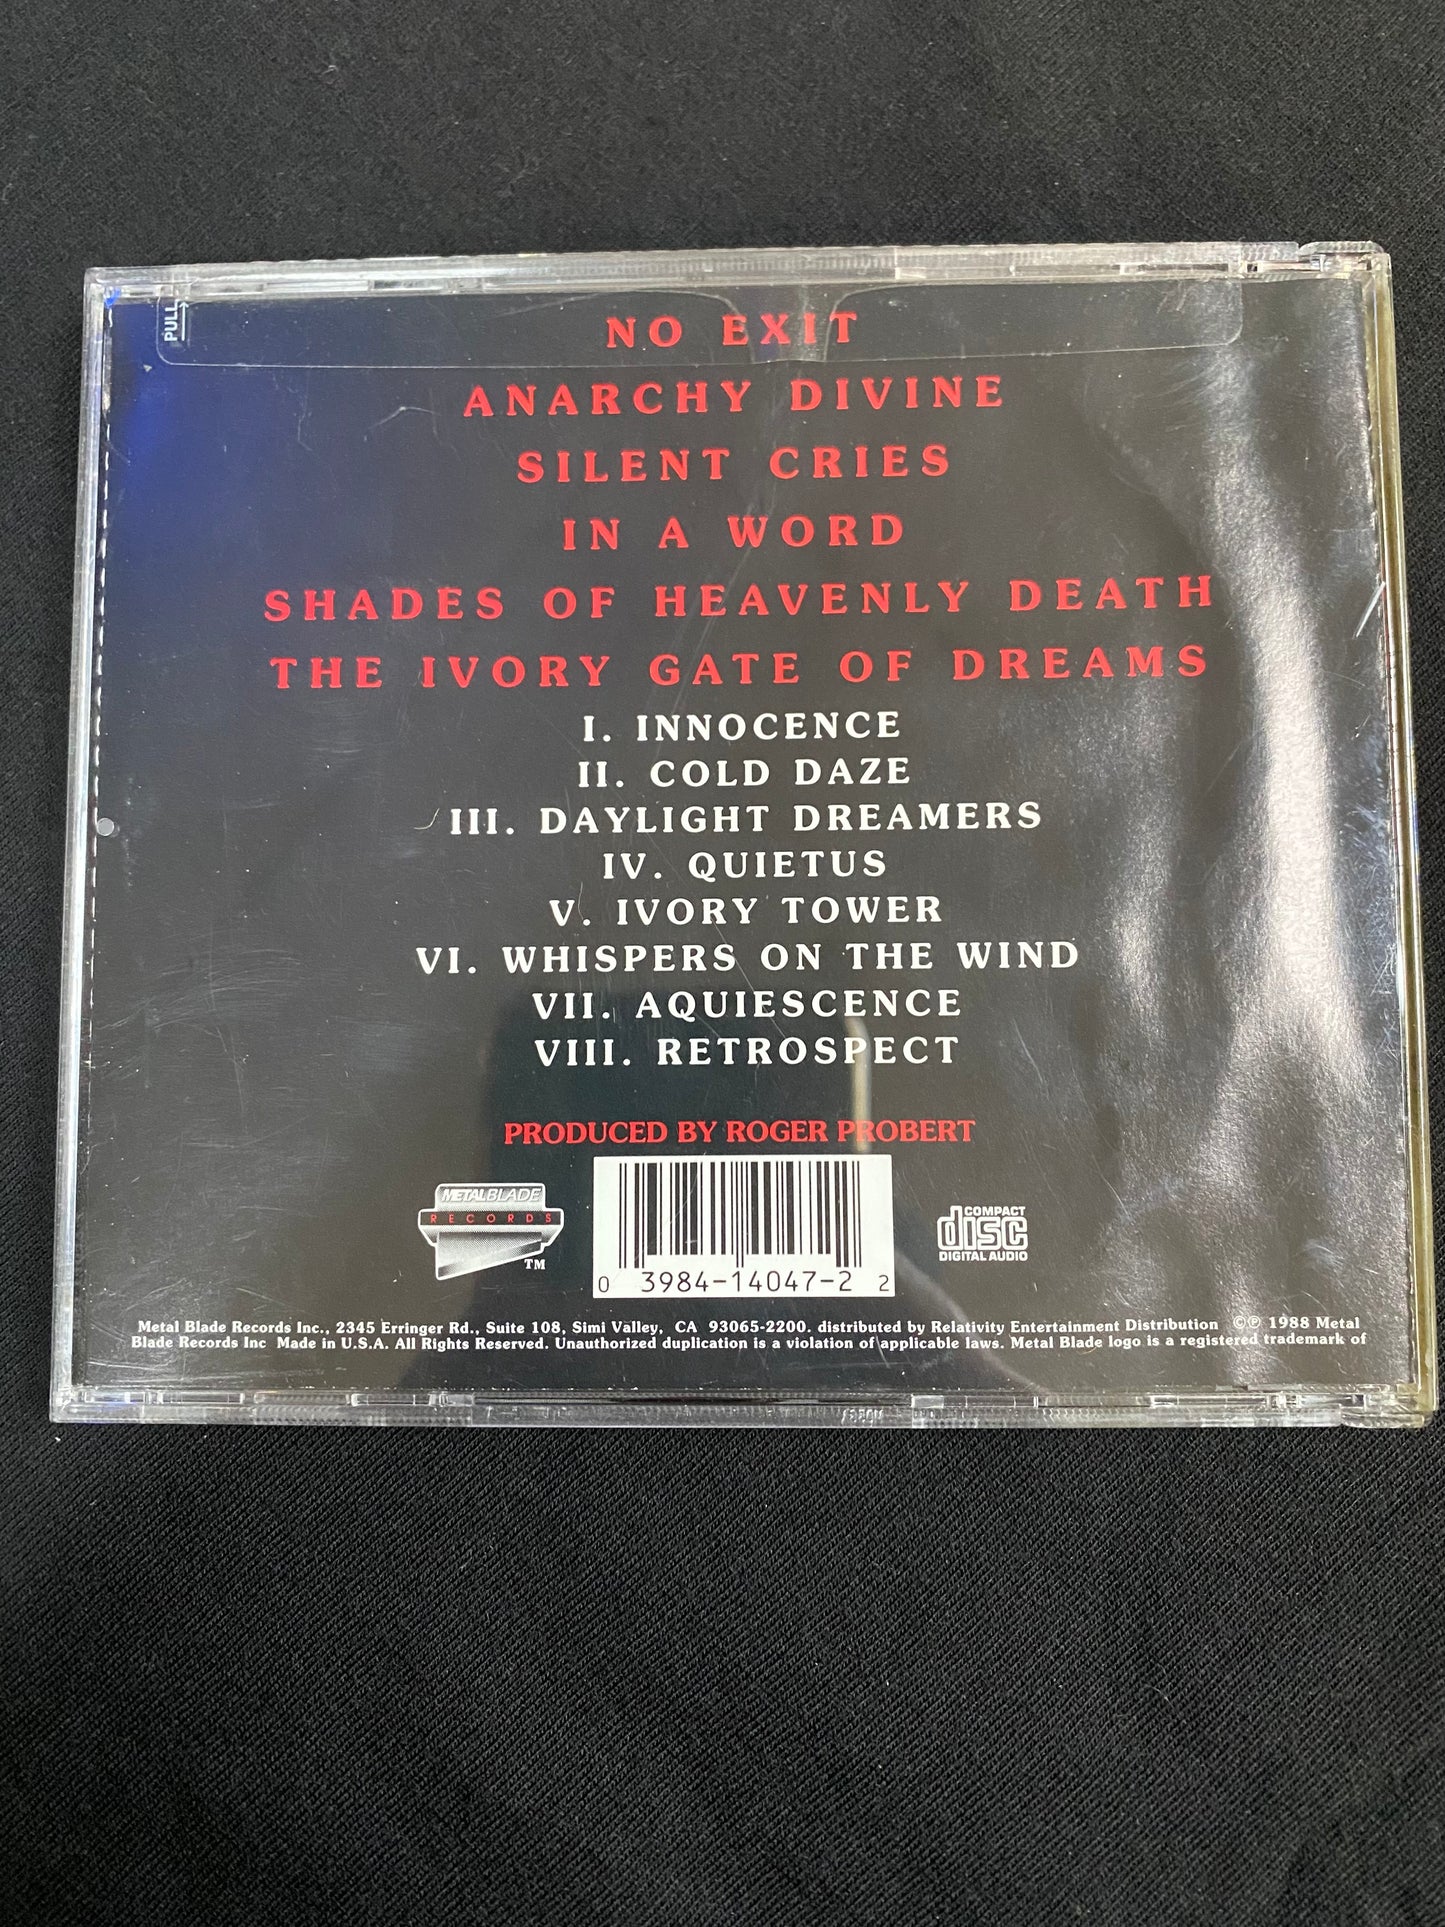 PULL
NO EXIT
ANARCHY DIVINE
SILENT CRIES
IN A WORD
SHADES OF HEAVENLY DEATH
THE IVORY GATE OF DREAMS
I. INNOCENCE
II. COLD DAZE
III. DAYLIGHT DREAMERS
IV. QUIETUS
V. IVORY TOWER
VI. WHISPERS ON THE WIND
VII. AQUIESCENCE
VIII. RETROSPECT
PRODUCED BY ROGER PROBERT
METAL BLADE
RECORDS
TM
0 3984-14047-2 2
COMPACT
disc
DIGITAL AUDIO
Metal Blade Records Inc., 2345 Erringer Rd., Suite 108, Simi Valley, CA 93065-2200. distributed by Relativity Entertainment Distribution ©℗ 1988 Metal
Blade Records Inc Made in U.S.A. All Rights Reserved. Unauthorized duplication is a violation of applicable laws. Metal Blade logo is a registered trademark of